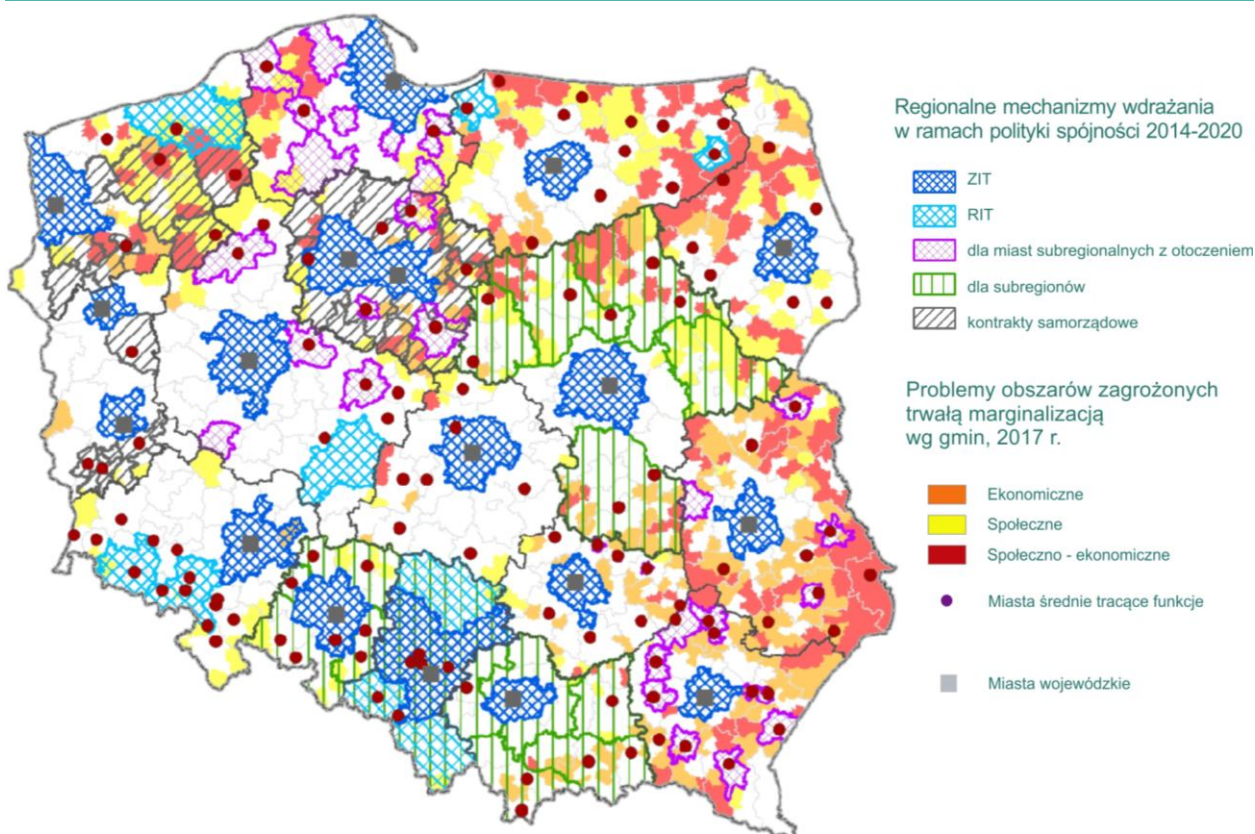 Regionalne mechanizmy wdrażania
w ramach polityki spójności 2014-2020
ZIT
RIT
dla miast subregionalnych z otoczeniem
dla subregionów
kontrakty samorządowe
Problemy obszarów zagrożonych
trwałą marginalizacją
wg gmin, 2017 r.
Ekonomiczne
Społeczne
Społeczno - ekonomiczne
Miasta średnie tracące funkcje
Miasta wojewódzkie